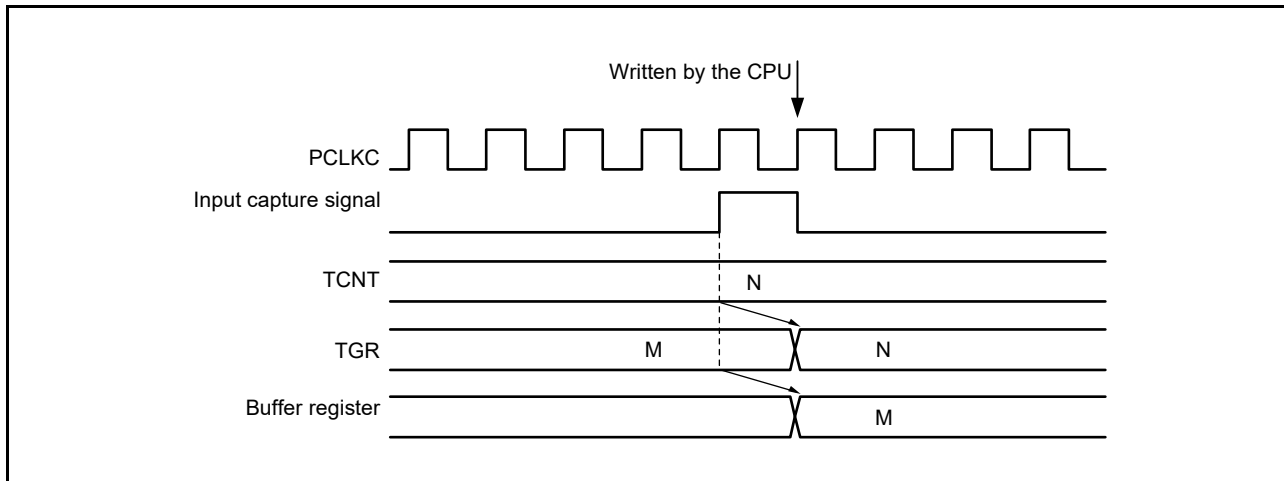 Written by the CPU
PCLKC
Input capture signal
TCNT
N
TGR
M
N
Buffer register
M